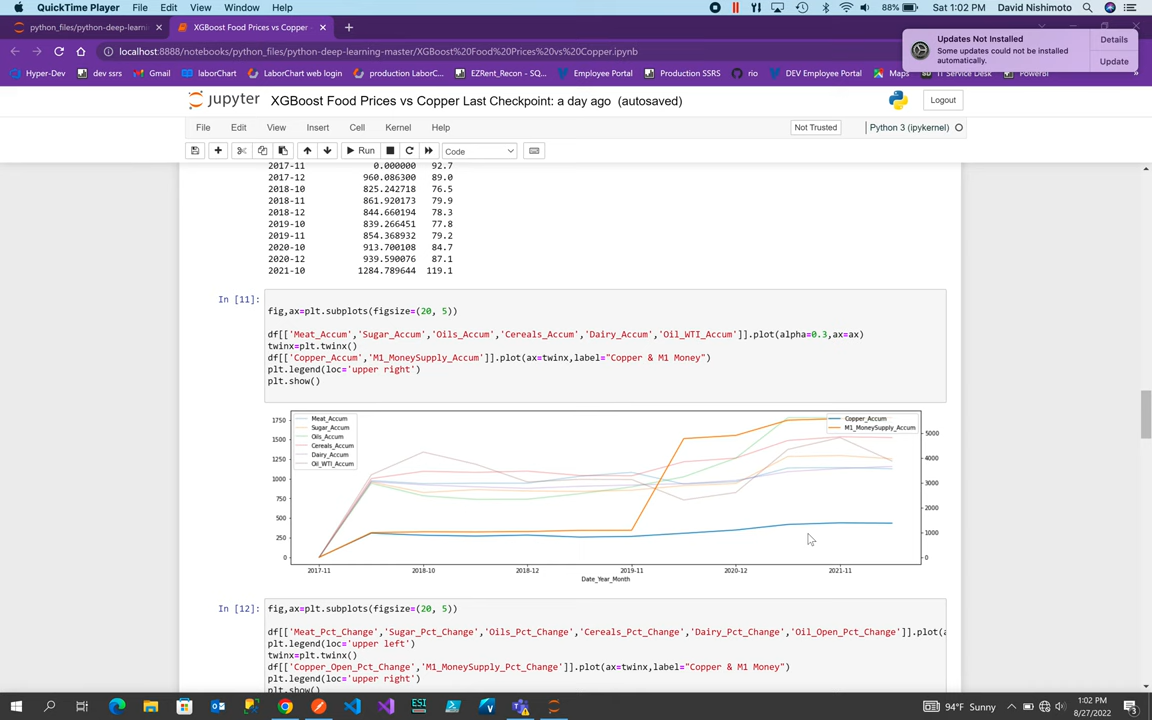 QuickTime Player File Edit View Window Help 88% Sat 1:02 PM David Nishimoto
python_files/python-deep-learni XGBoost Food Prices vs Copper
localhost:8888/notebooks/python_files/python-deep-learning-master/XGBoost%20Food%20Prices%20vs%20Copper.ipynb
Updates Not Installed
Some updates could not be installed
automatically.
Details
Update
Hyper-Dev dev ssrs Gmail laborChart LaborChart web login production LaborC... EZRent_Recon - SQ... Employee Portal Production SSRS rio DEV Employee Portal Maps IT Service Desk PowerBI
jupyter XGBoost Food Prices vs Copper Last Checkpoint: a day ago (autosaved) Logout
File Edit View Insert Cell Kernel Help Not Trusted Python 3 (ipykernel)
Run Code
2017-11 0.000000 92.7
2017-12 960.086300 89.0
2018-10 825.242718 76.5
2018-11 861.920173 79.9
2018-12 844.660194 78.3
2019-10 839.266451 77.8
2019-11 854.368932 79.2
2020-10 913.700108 84.7
2020-12 939.590076 87.1
2021-10 1284.789644 119.1
In [11]:
fig,ax=plt.subplots(figsize=(20, 5))
df[['Meat_Accum','Sugar_Accum','Oils_Accum','Cereals_Accum','Dairy_Accum','Oil_WTI_Accum']].plot(alpha=0.3,ax=ax)
twinx=plt.twinx()
df[['Copper_Accum','M1_MoneySupply_Accum']].plot(ax=twinx,label="Copper & M1 Money")
plt.legend(loc='upper right')
plt.show()
1750
1500
1250
1000
750
500
250
0
Meat_Accum
Sugar_Accum
Oils_Accum
Cereals_Accum
Dairy_Accum
Oil_WTI_Accum
Copper_Accum
M1_MoneySupply_Accum
5000
4000
3000
2000
1000
0
2017-11 2018-10 2018-12 2019-11 2020-12 2021-11
Date_Year_Month
In [12]:
fig,ax=plt.subplots(figsize=(20, 5))
df[['Meat_Pct_Change','Sugar_Pct_Change','Oils_Pct_Change','Cereals_Pct_Change','Dairy_Pct_Change','Oil_Open_Pct_Change']].plot(a
plt.legend(loc='upper left')
twinx=plt.twinx()
df[['Copper_Open_Pct_Change','M1_MoneySupply_Pct_Change']].plot(ax=twinx,label="Copper & M1 Money")
plt.legend(loc='upper right')
plt.show()
94°F Sunny 1:02 PM
8/27/2022